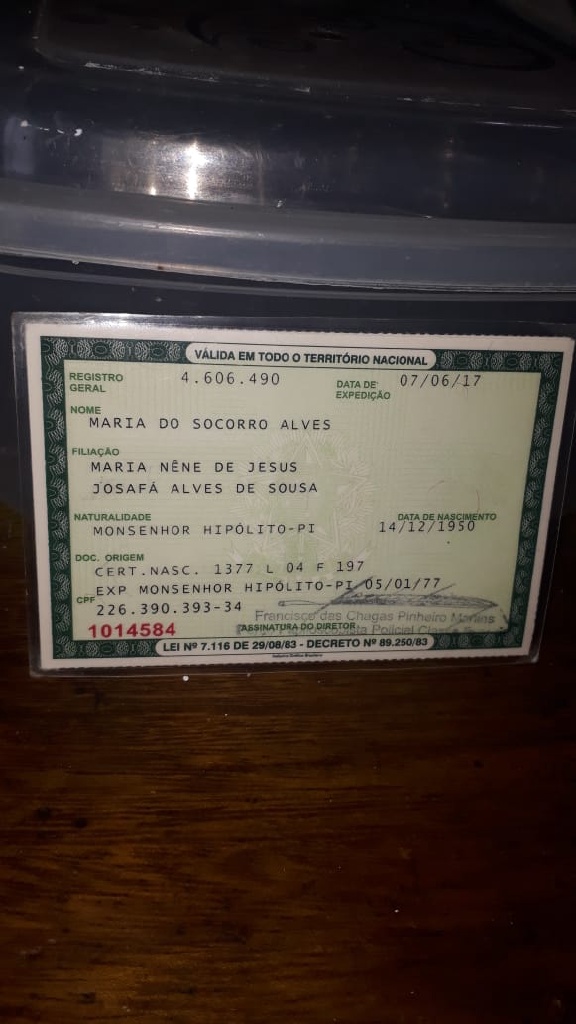 VÁLIDA EM TODO O TERRITÓRIO NACIONAL
REGISTRO GERAL 4.606.490 DATA DE EXPEDIÇÃO 07/06/17
NOME
MARIA DO SOCORRO ALVES
FILIAÇÃO
MARIA NÊNE DE JESUS
JOSAFÁ ALVES DE SOUSA
NATURALIDADE DATA DE NASCIMENTO
MONSENHOR HIPÓLITO-PI 14/12/1950
DOC. ORIGEM
CERT.NASC. 1377 L 04 F 197
EXP MONSENHOR HIPÓLITO-PI 05/01/77
CPF 226.390.393-34
Francisco das Chagas Pinheiro Martins
1014584 ASSINATURA DO DIRETOR Policial
LEI Nº 7.116 DE 29/08/83 - DECRETO Nº 89.250/83